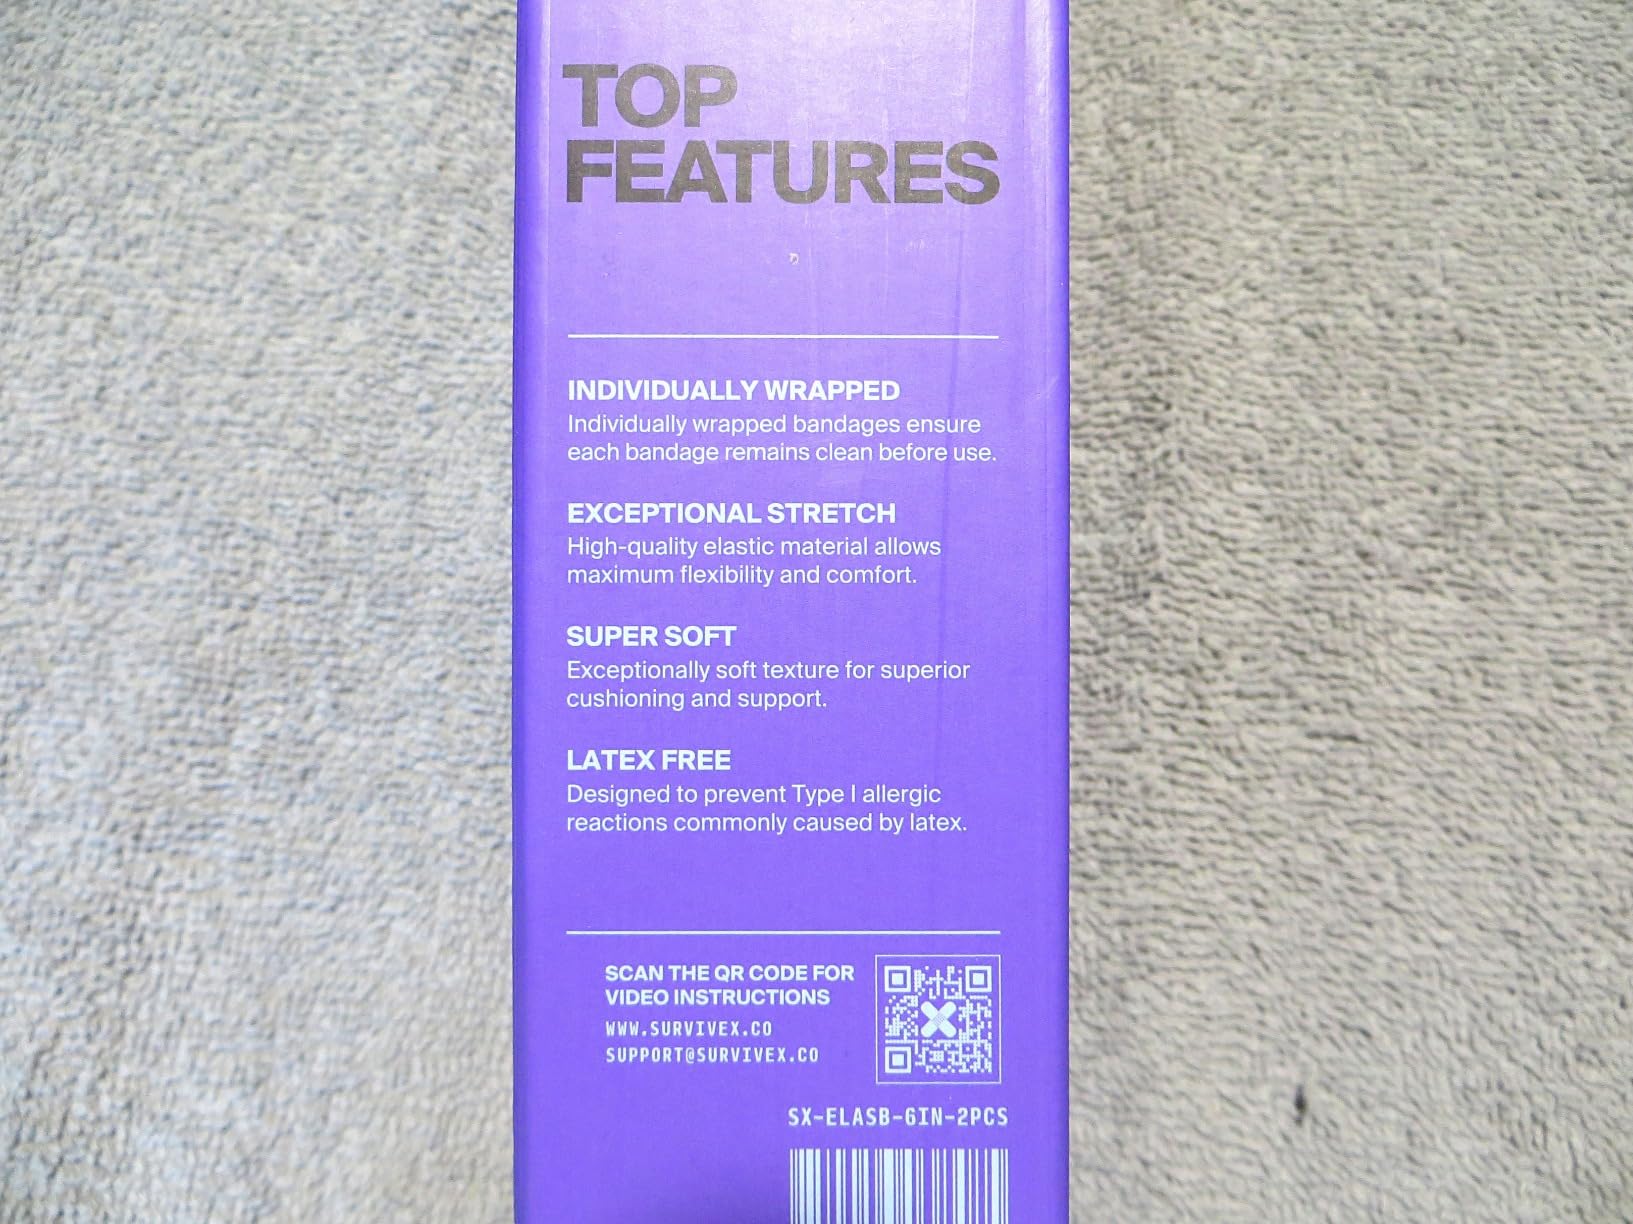 TOP
FEATURES
INDIVIDUALLY WRAPPED
Individually wrapped bandages ensure
each bandage remains clean before use.
EXCEPTIONAL STRETCH
High-quality elastic material allows
maximum flexibility and comfort.
SUPER SOFT
Exceptionally soft texture for superior
cushioning and support.
LATEX FREE
Designed to prevent Type I allergic
reactions commonly caused by latex.
SCAN THE QR CODE FOR
VIDEO INSTRUCTIONS
WWW.SURVIVEX.CO
SUPPORT@SURVIVEX.CO
SX-ELASB-6IN-2PCS